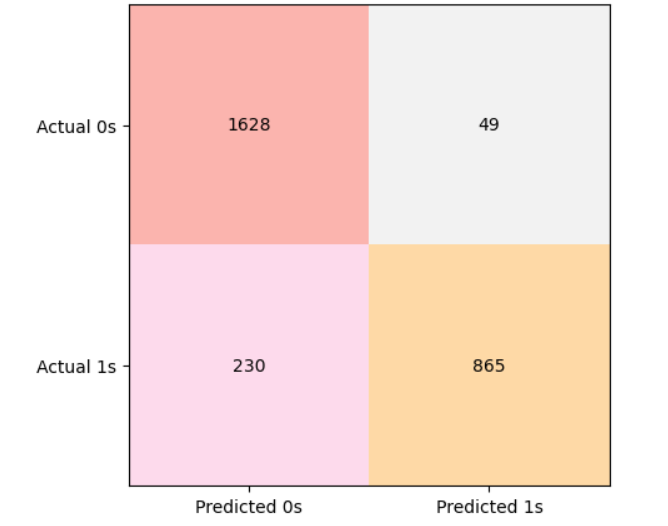 Actual 0s 1628 49
Actual 1s 230 865
Predicted 0s Predicted 1s